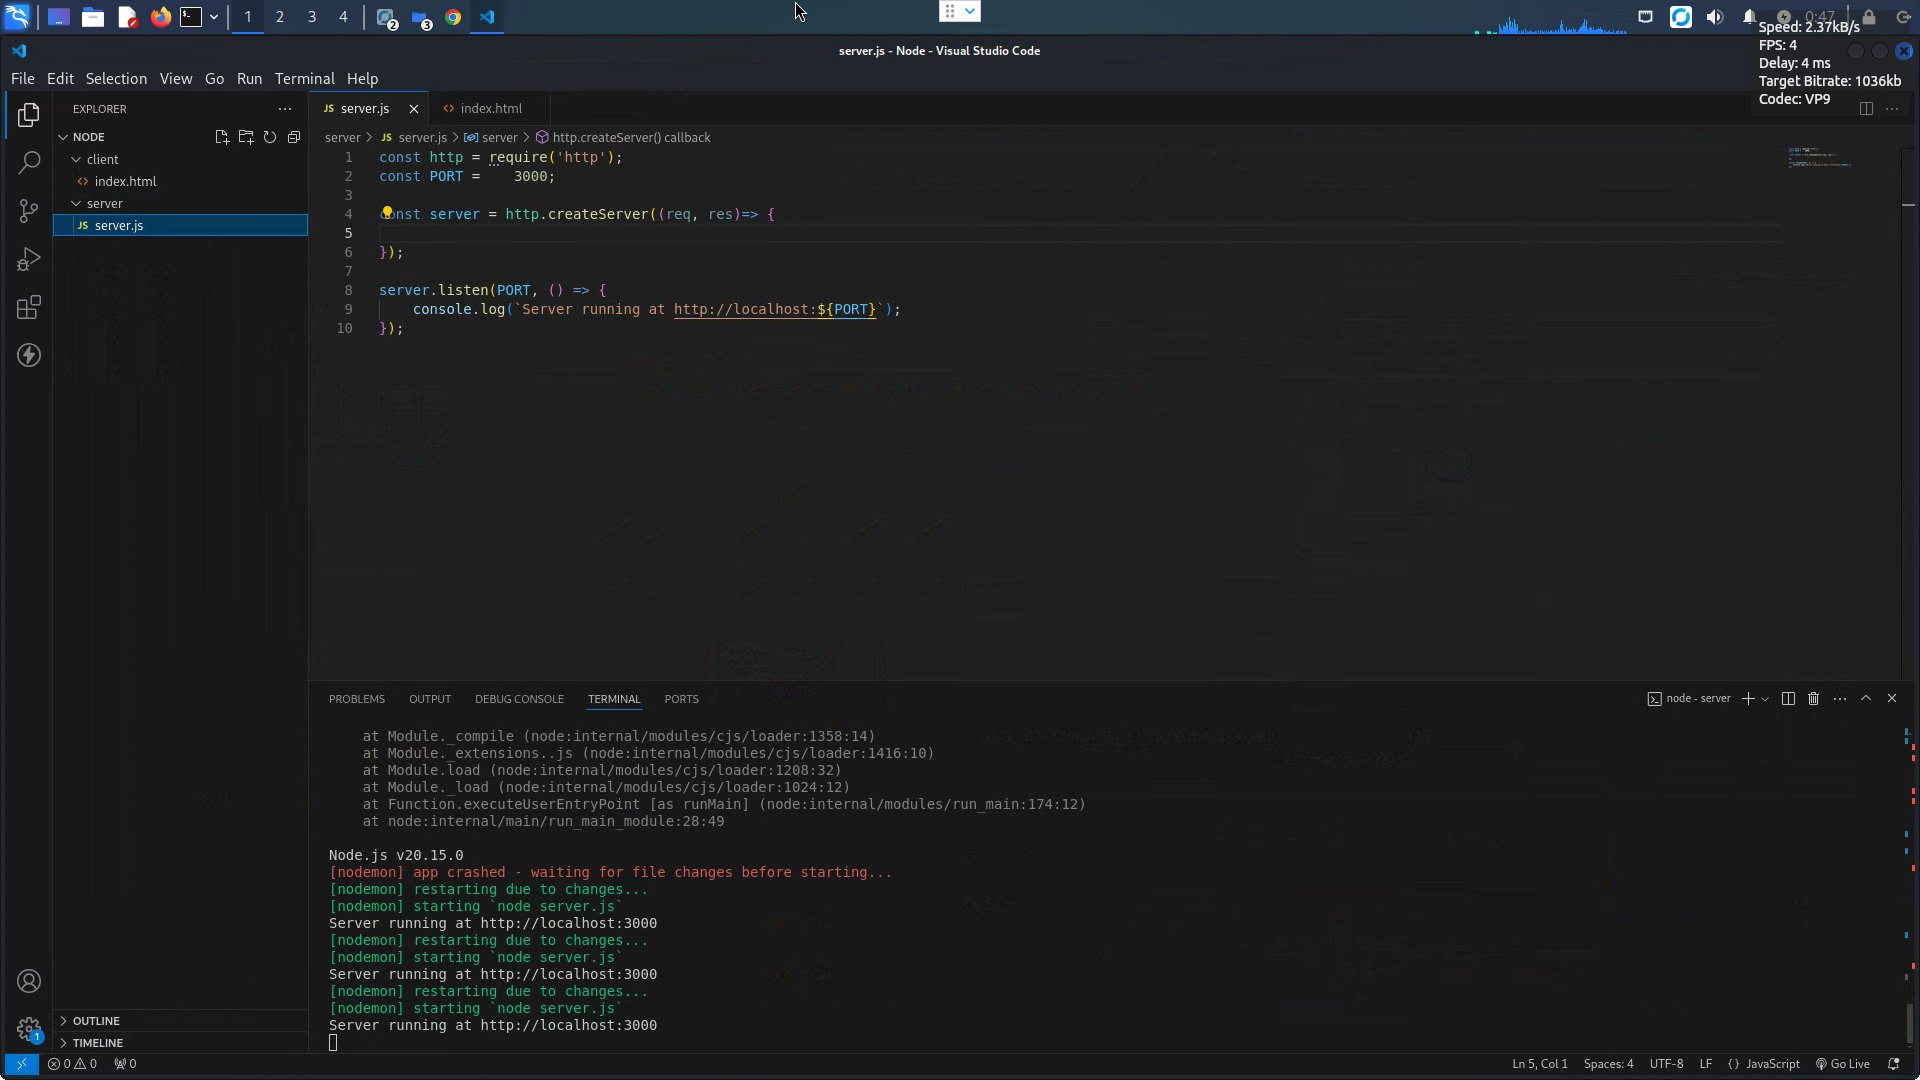 1
2
3
4
2
3
0:47
Speed: 2.37kB/s
FPS: 4
Delay: 4 ms
Target Bitrate: 1036kb
Codec: VP9
server.js - Node - Visual Studio Code
File Edit Selection View Go Run Terminal Help
EXPLORER
NODE
client
index.html
server
JS server.js
OUTLINE
TIMELINE
JS server.js
index.html
server > JS server.js > server > http.createServer() callback
1 const http = require('http');
2 const PORT =    3000;
3
4 const server = http.createServer((req, res)=> {
5
6 });
7
8 server.listen(PORT, () => {
9     console.log(`Server running at http://localhost:${PORT}`);
10 });
PROBLEMS OUTPUT DEBUG CONSOLE TERMINAL PORTS
node - server
    at Module._compile (node:internal/modules/cjs/loader:1358:14)
    at Module._extensions..js (node:internal/modules/cjs/loader:1416:10)
    at Module.load (node:internal/modules/cjs/loader:1208:32)
    at Module._load (node:internal/modules/cjs/loader:1024:12)
    at Function.executeUserEntryPoint [as runMain] (node:internal/modules/run_main:174:12)
    at node:internal/main/run_main_module:28:49
Node.js v20.15.0
[nodemon] app crashed - waiting for file changes before starting...
[nodemon] restarting due to changes...
[nodemon] starting `node server.js`
Server running at http://localhost:3000
[nodemon] restarting due to changes...
[nodemon] starting `node server.js`
Server running at http://localhost:3000
[nodemon] restarting due to changes...
[nodemon] starting `node server.js`
Server running at http://localhost:3000
1
0 0 0
Ln 5, Col 1 Spaces: 4 UTF-8 LF {} JavaScript Go Live